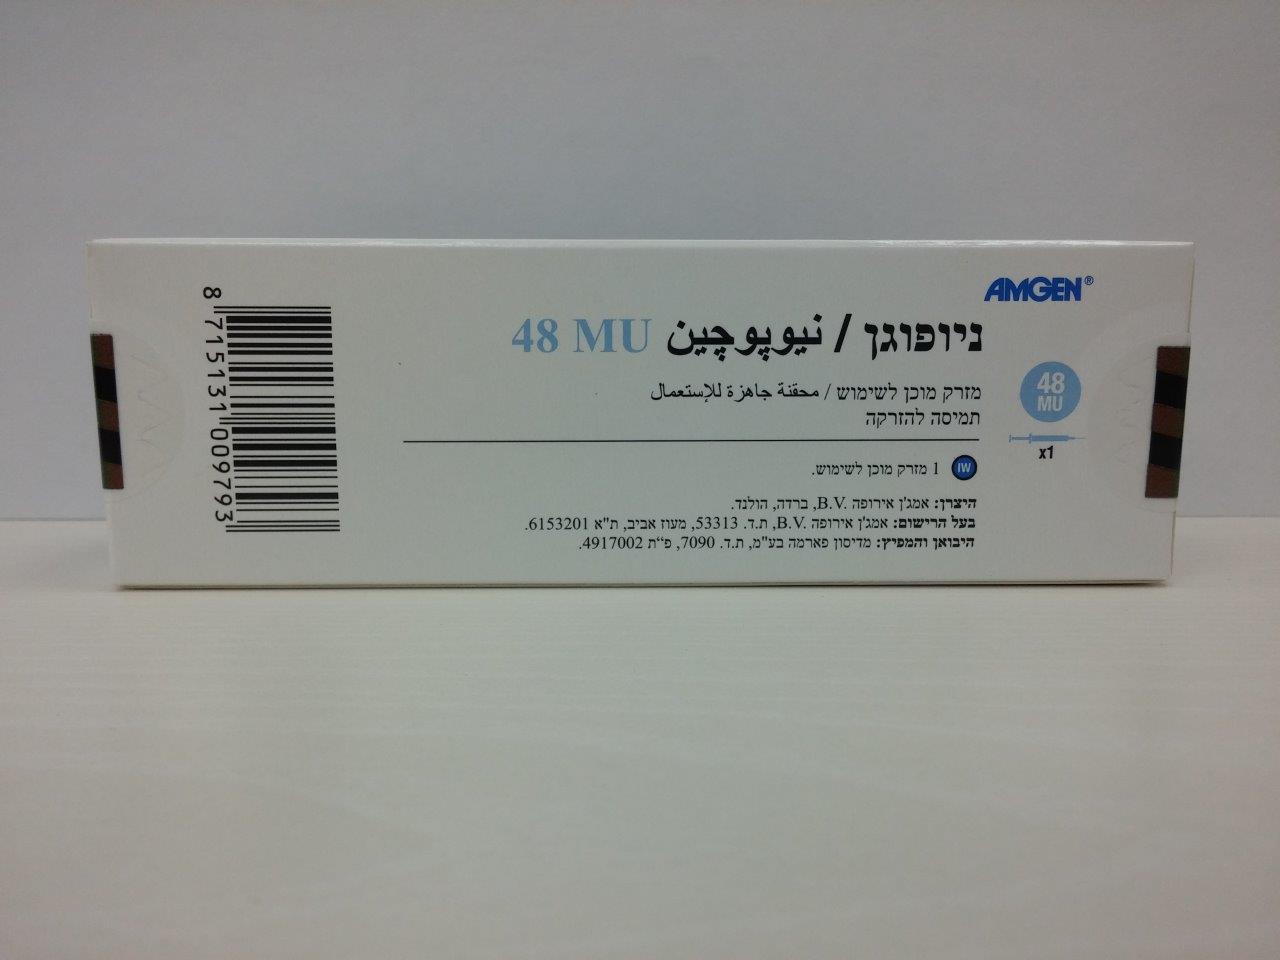 AMGEN®
ניופוגן / نيوپوچين 48 MU
מזרק מוכן לשימוש / محقنة جاهزة للإستعمال
תמיסה להזרקה
48
MU
x1
IW 1 מזרק מוכן לשימוש.
היצרן: אמג'ן אירופה B.V., ברדה, הולנד.
בעל הרישום: אמג'ן אירופה B.V., ת.ד. 53313, מעוז אביב, ת"א 6153201.
היבואן והמפיץ: מדיסון פארמה בע"מ, ת.ד. 7090, פ"ת 4917002.
8 715131 009793